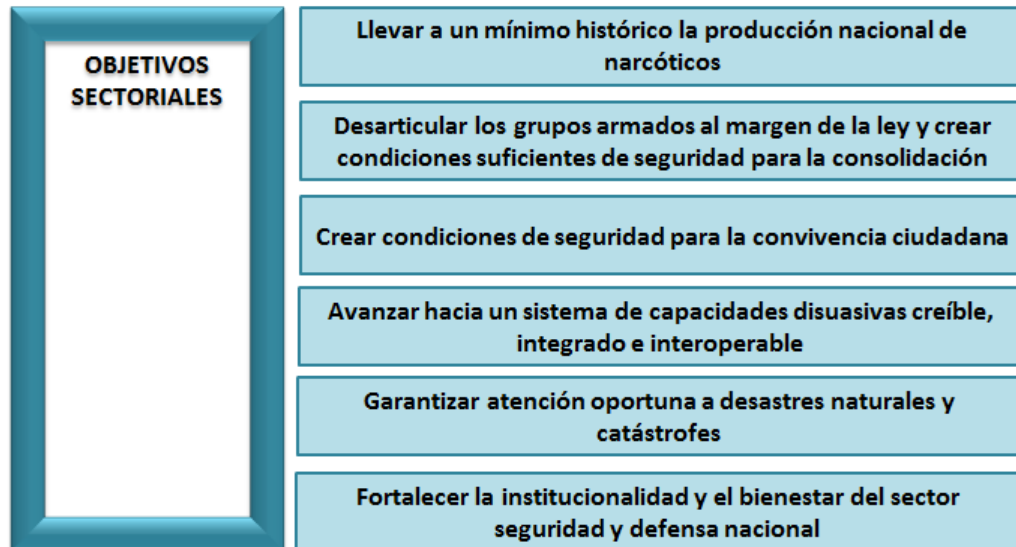 OBJETIVOS
SECTORIALES
Llevar a un mínimo histórico la producción nacional de
narcóticos
Desarticular los grupos armados al margen de la ley y crear
condiciones suficientes de seguridad para la consolidación
Crear condiciones de seguridad para la convivencia ciudadana
Avanzar hacia un sistema de capacidades disuasivas creíble,
integrado e interoperable
Garantizar atención oportuna a desastres naturales y
catástrofes
Fortalecer la institucionalidad y el bienestar del sector
seguridad y defensa nacional